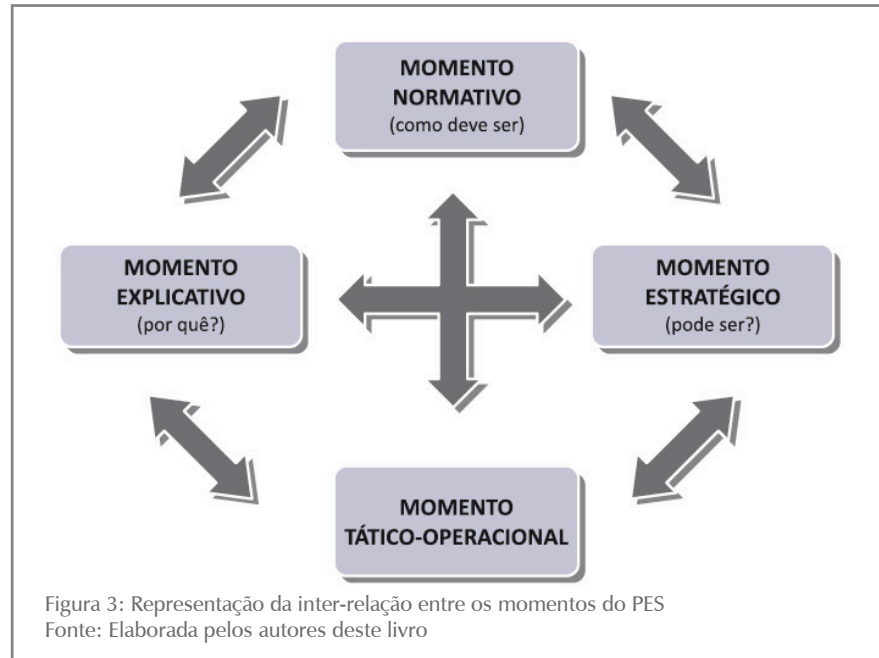 MOMENTO
NORMATIVO
(como deve ser)
MOMENTO
EXPLICATIVO
(por quê?)
MOMENTO
ESTRATÉGICO
(pode ser?)
MOMENTO
TÁTICO-OPERACIONAL
Figura 3: Representação da inter-relação entre os momentos do PES
Fonte: Elaborada pelos autores deste livro